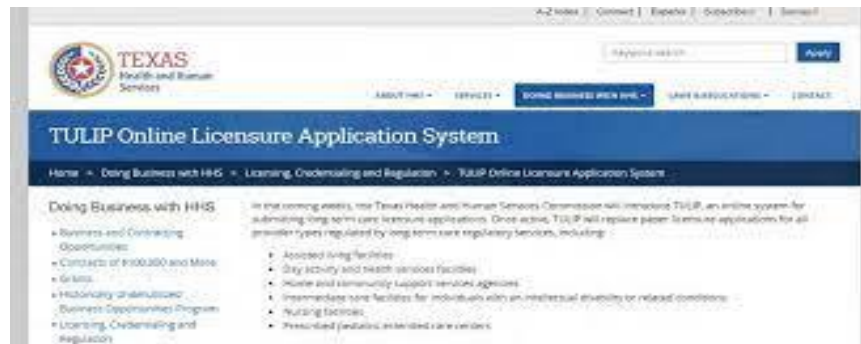 A-Z Index | Connect | Español | Subscribe |
TEXAS
Health and Human
Services
Keyword search
Apply
ABOUT HHS SERVICES DOING BUSINESS WITH HHS LAWS & REGULATIONS CONTACT
TULIP Online Licensure Application System
Home Doing Business with HHS Licensing, Credentialing and Regulation TULIP Online Licensure Application System
Doing Business with HHS
Business and Contracting
Opportunities
Contracts of $100,000 and More
Grants
Historically Underutilized
Business Opportunities Program
Licensing, Credentialing and
Regulation
In the coming weeks, the Texas Health and Human Services Commission will introduce TULIP, an online system for
submitting long-term care licensure applications. Once active, TULIP will replace paper licensure applications for all
provider types regulated by long-term care regulatory services, including:
• Assisted living facilities
• Day activity and health services facilities
• Home and community support services agencies
• Intermediate care facilities for individuals with an intellectual disability or related conditions
• Nursing facilities
• Prescribed pediatric extended care centers